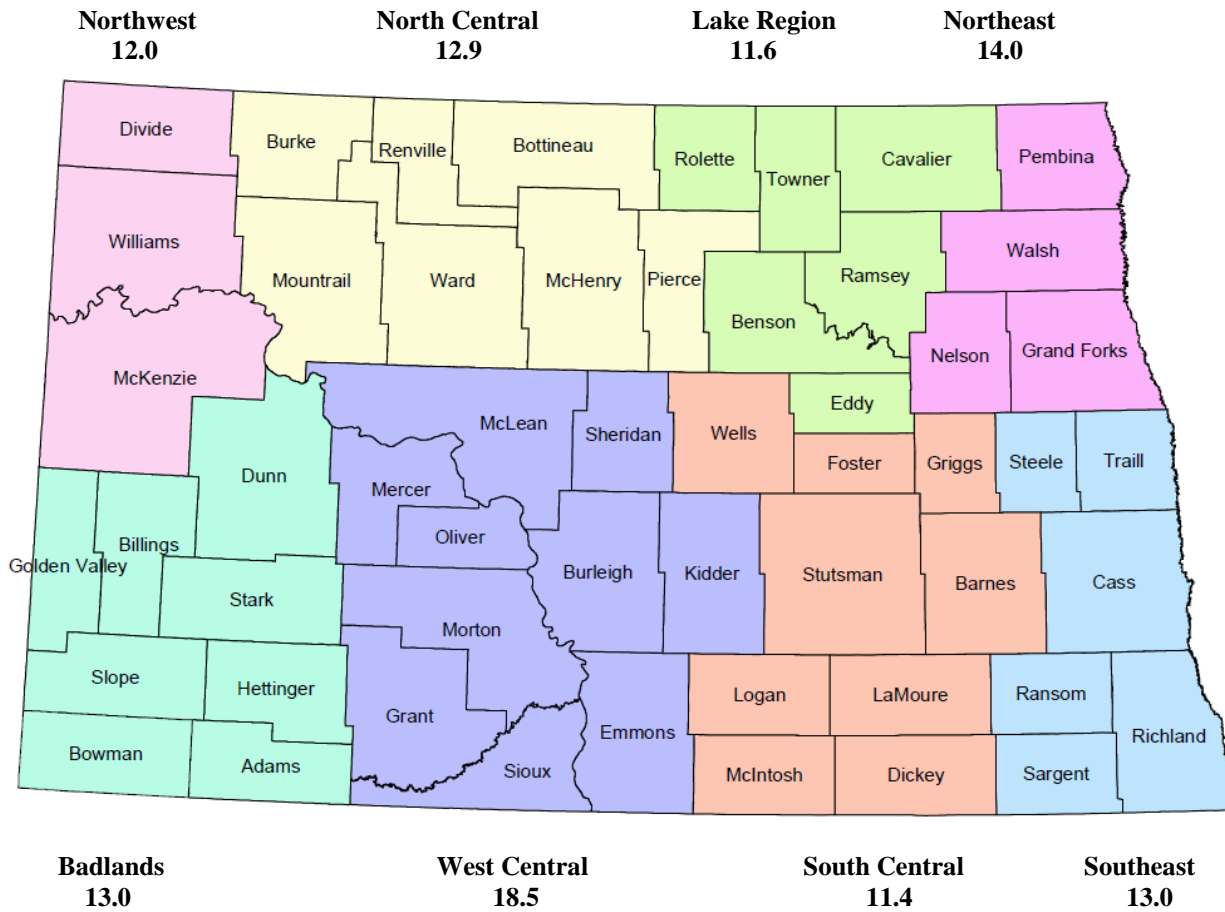 Northwest North Central Lake Region Northeast
12.0 12.9 11.6 14.0
Divide
Burke
Renville
Bottineau
Rolette
Towner
Cavalier
Pembina
Williams
Mountrail
Ward
McHenry
Pierce
Benson
Ramsey
Walsh
Nelson
Grand Forks
McKenzie
Dunn
McLean
Sheridan
Wells
Eddy
Foster
Griggs
Steele
Traill
Mercer
Oliver
Golden Valley
Billings
Stark
Burleigh
Kidder
Stutsman
Barnes
Cass
Morton
Slope
Hettinger
Grant
Emmons
Logan
LaMoure
Ransom
Richland
Bowman
Adams
Sioux
McIntosh
Dickey
Sargent
Badlands West Central South Central Southeast
13.0 18.5 11.4 13.0